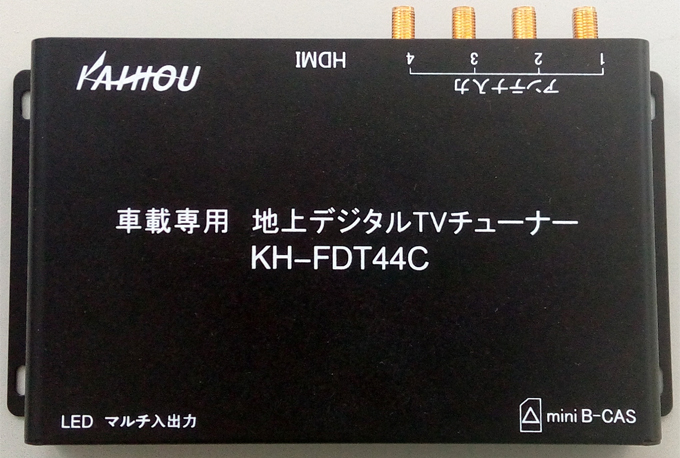 KAIHOU
HDMI
4 3 2 1
アンテナ入力
車載専用 地上デジタルTVチューナー
KH-FDT44C
LED マルチ入出力
mini B-CAS